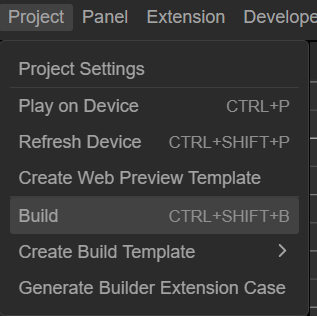 Project Panel Extension Develope
Project Settings
Play on Device CTRL+P
Refresh Device CTRL+SHIFT+P
Create Web Preview Template
Build CTRL+SHIFT+B
Create Build Template
Generate Builder Extension Case